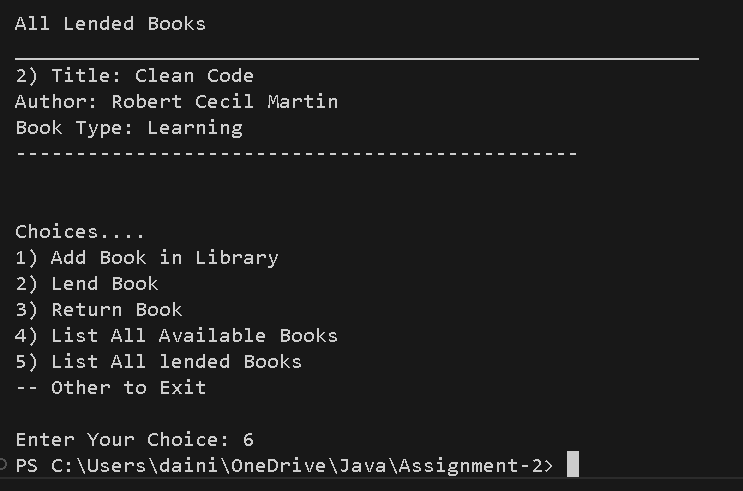 All Lended Books
2) Title: Clean Code
Author: Robert Cecil Martin
Book Type: Learning
-----------------------------------------------
Choices....
1) Add Book in Library
2) Lend Book
3) Return Book
4) List All Available Books
5) List All lended Books
-- Other to Exit
Enter Your Choice: 6
PS C:\Users\daini\OneDrive\Java\Assignment-2>